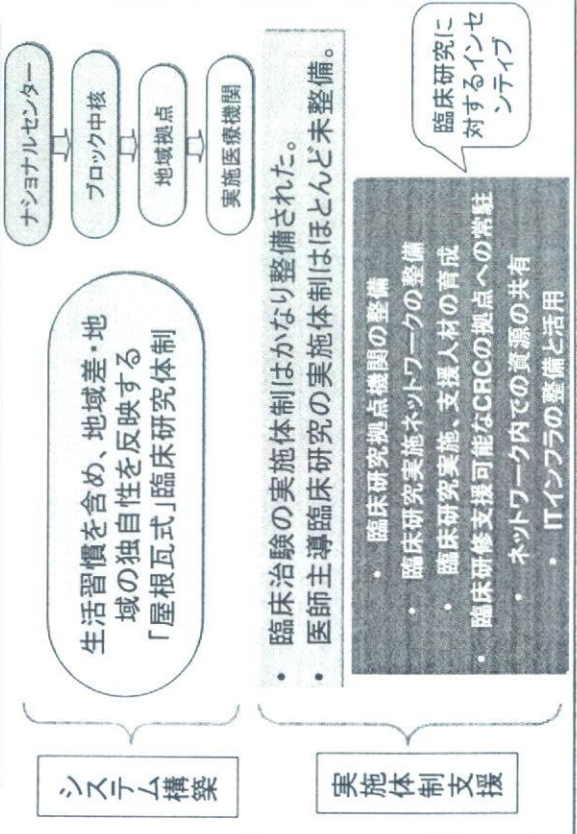 システム構築
生活習慣を含め、地域差・地
域の独自性を反映する
「屋根瓦式」臨床研究体制
ナショナルセンター
ブロック中核
地域拠点
実施医療機関
実施体制支援
• 臨床治験の実施体制はかなり整備された。
• 医師主導臨床研究の実施体制はほとんど未整備。
• 臨床研究拠点機関の整備
• 臨床研究実施ネットワークの整備
• 臨床研究実施、支援人材の育成
• 臨床研修支援可能なCRCの拠点への常駐
• ネットワーク内での資源の共有
• ITインフラの整備と活用
臨床研究に
対するインセ
ンティブ